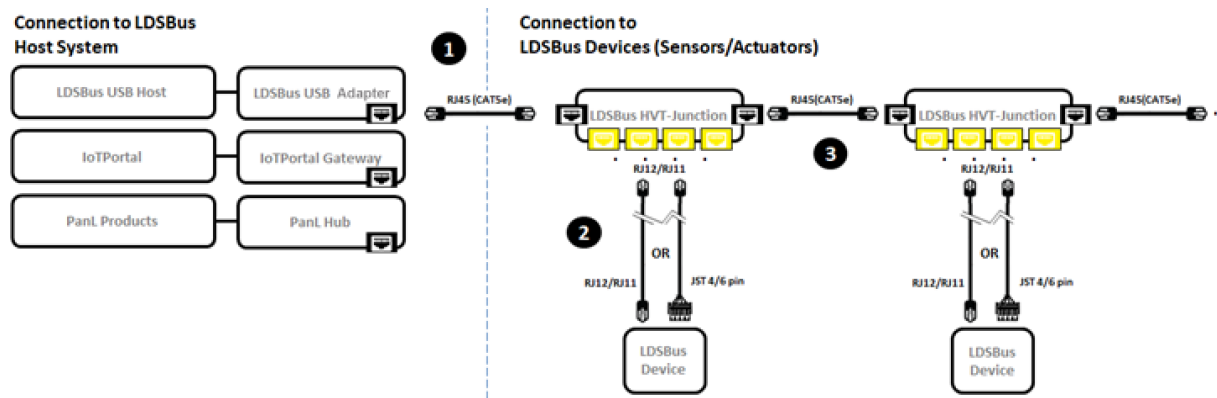 Connection to LDSBus
Host System
1
LDSBus USB Host
LDSBus USB Adapter
IoTPortal
IoTPortal Gateway
PanL Products
PanL Hub
RJ45(CAT5e)
Connection to
LDSBus Devices (Sensors/Actuators)
LDSBus HVT-Junction
RJ45(CAT5e)
LDSBus HVT-Junction
RJ45(CAT5e)
3
RJ12/RJ11
RJ12/RJ11
2
OR
OR
RJ12/RJ11
JST 4/6 pin
RJ12/RJ11
JST 4/6 pin
LDSBus
Device
LDSBus
Device